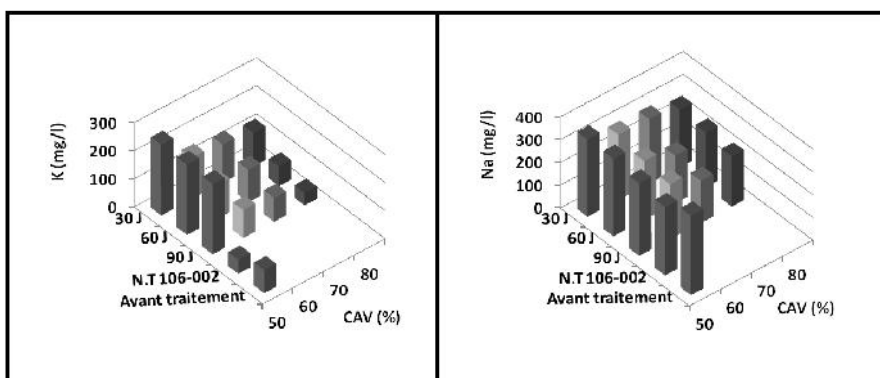 K (mg/l)
300
200
100
0
30 J
60 J
90 J
N.T 106-002
Avant traitement
50
60
70
80
CAV (%)
Na (mg/l)
400
300
200
100
0
30 J
60 J
90 J
N.T 106-002
Avant traitement
50
60
70
80
CAV (%)